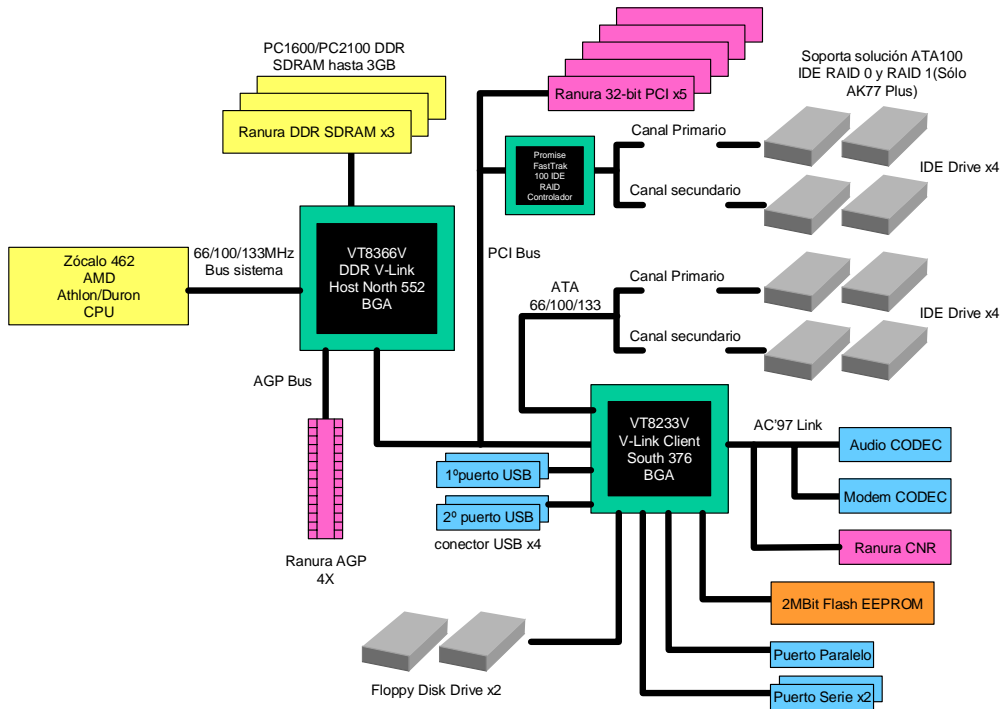 PC1600/PC2100 DDR
SDRAM hasta 3GB
Ranura DDR SDRAM x3
Ranura 32-bit PCI x5
Soporta solución ATA100
IDE RAID 0 y RAID 1(Sólo
AK77 Plus)
Promise
FastTrak
100 IDE
RAID
Controlador
Canal Primario
Canal secundario
IDE Drive x4
Zócalo 462
AMD
Athlon/Duron
CPU
66/100/133MHz
Bus sistema
VT8366V
DDR V-Link
Host North 552
BGA
PCI Bus
ATA
66/100/133
Canal Primario
Canal secundario
IDE Drive x4
AGP Bus
Ranura AGP
4X
VT8233V
V-Link Client
South 376
BGA
AC'97 Link
Audio CODEC
Modem CODEC
Ranura CNR
1ºpuerto USB
2º puerto USB
conector USB x4
2MBit Flash EEPROM
Puerto Paralelo
Puerto Serie x2
Floppy Disk Drive x2